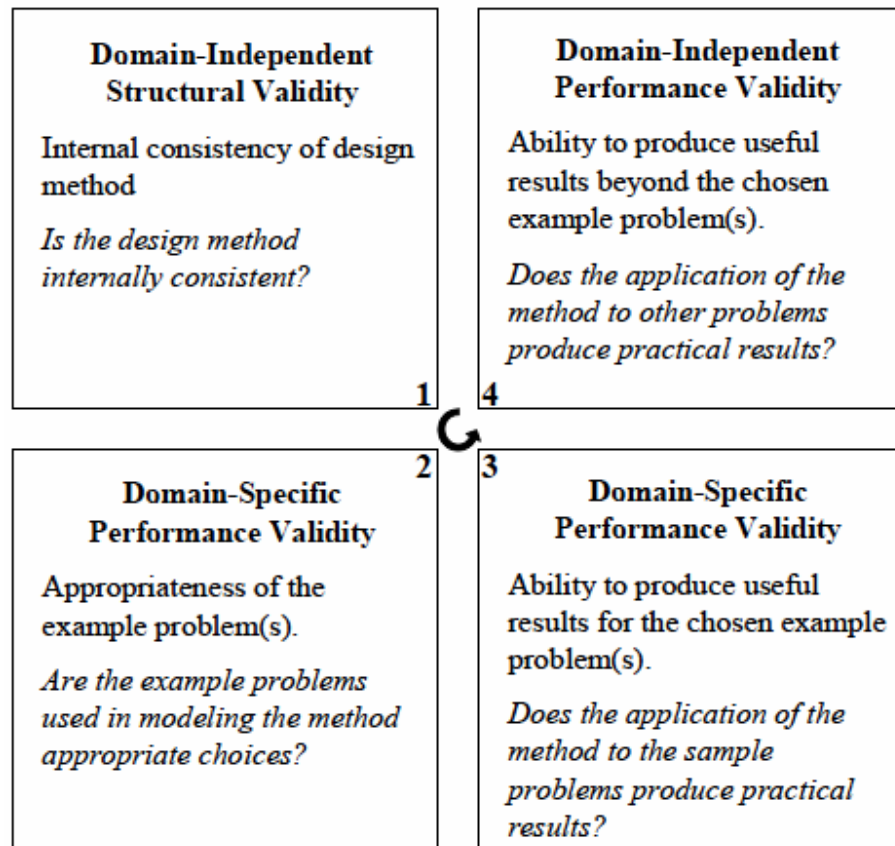 Domain-Independent
Structural Validity
Internal consistency of design
method
Is the design method
internally consistent?
1
Domain-Independent
Performance Validity
Ability to produce useful
results beyond the chosen
example problem(s).
Does the application of the
method to other problems
produce practical results?
4
2
Domain-Specific
Performance Validity
Appropriateness of the
example problem(s).
Are the example problems
used in modeling the method
appropriate choices?
3
Domain-Specific
Performance Validity
Ability to produce useful
results for the chosen example
problem(s).
Does the application of the
method to the sample
problems produce practical
results?